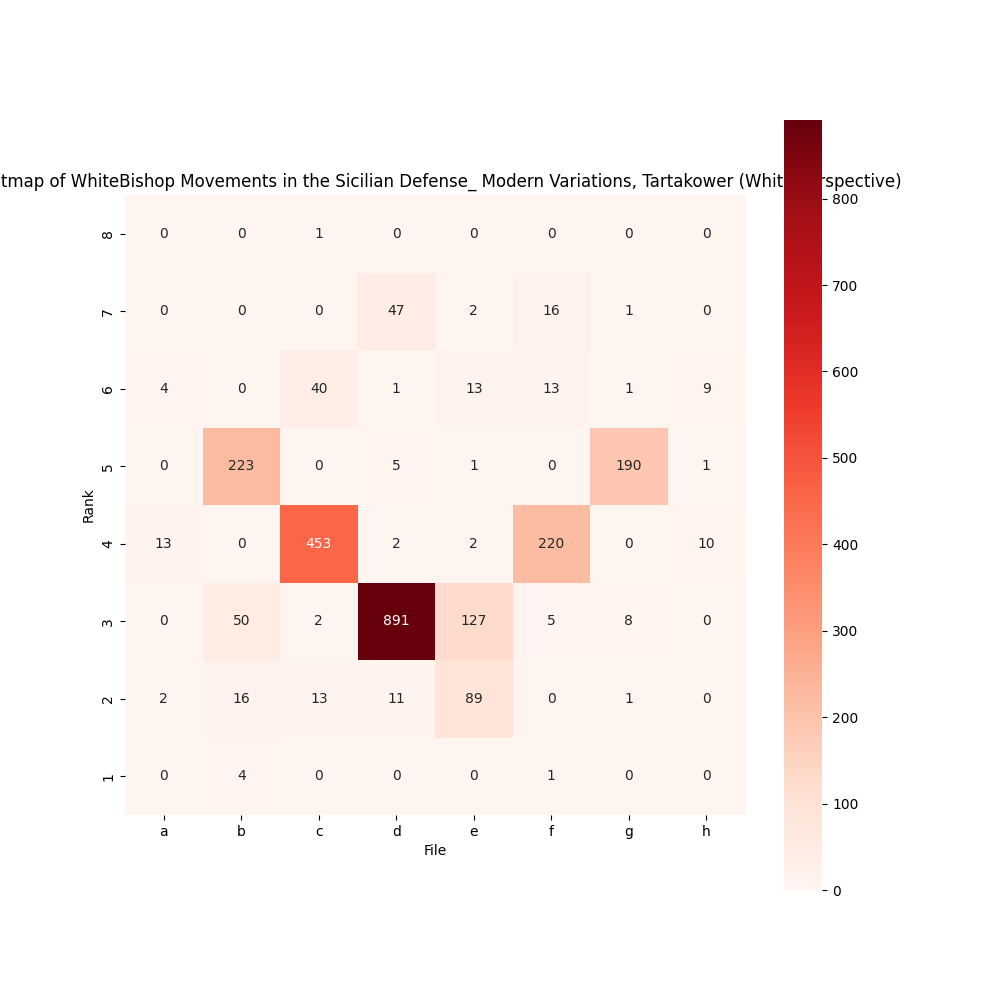 tmap of WhiteBishop Movements in the Sicilian Defense_ Modern Variations, Tartakower (Whit rspective)
8 0 0 1 0 0 0 0 0
7 0 0 0 47 2 16 1 0
6 4 0 40 1 13 13 1 9
5 0 223 0 5 1 0 190 1
4 13 0 453 2 2 220 0 10
3 0 50 2 891 127 5 8 0
2 2 16 13 11 89 0 1 0
1 0 4 0 0 0 1 0 0
a b c d e f g h
File
Rank
800
700
600
500
400
300
200
100
0